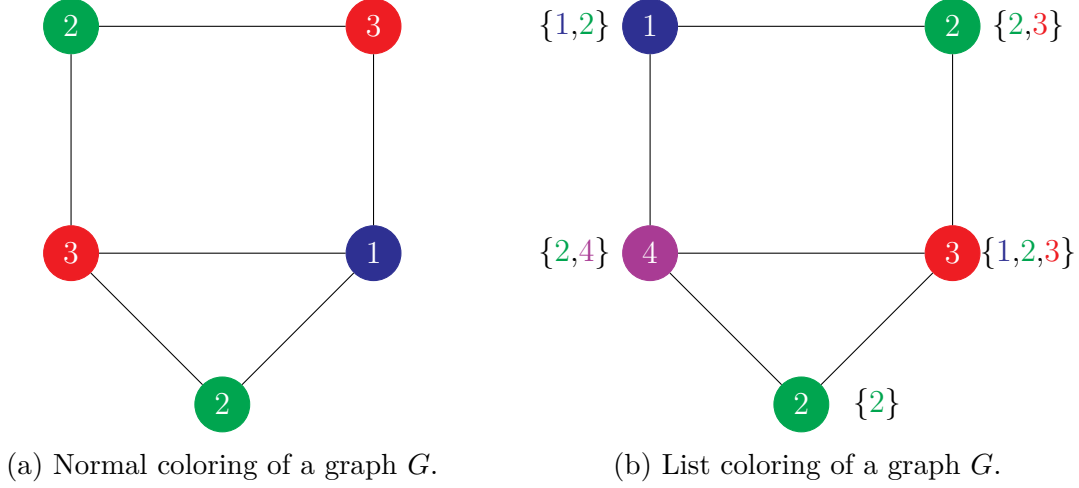 2 3 {1,2} 1 2 {2,3}
3 1 {2,4} 4 3 {1,2,3}
2 2 {2}
(a) Normal coloring of a graph G. (b) List coloring of a graph G.